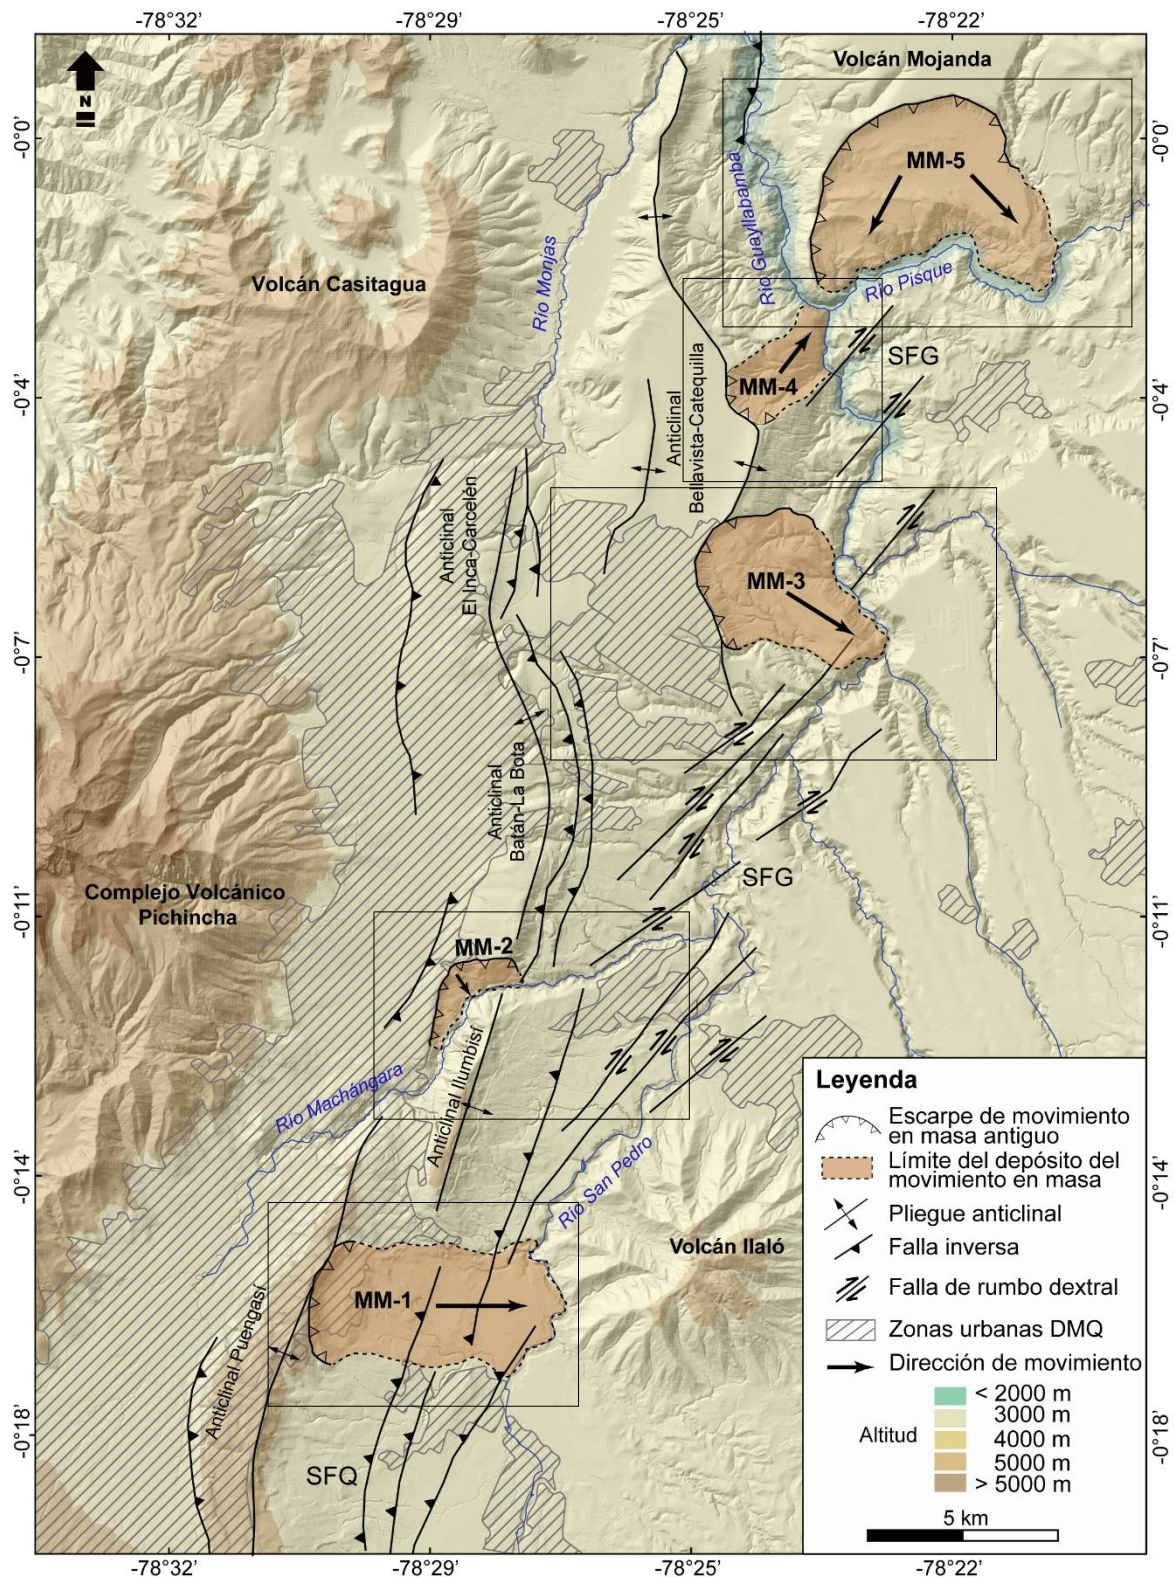 -78°32'
-78°29'
-78°25'
-78°22'
N
Volcán Mojanda
-0°0'
-0°0'
MM-5
Río Guayllabamba
Río Monjas
Volcán Casitagua
Río Pisque
SFG
MM-4
-0°4'
-0°4'
Anticlinal
Bellavista-Catequilla
Anticlinal
El Inca-Carcelén
MM-3
-0°7'
-0°7'
Anticlinal
Batán-La Bota
SFG
Complejo Volcánico
Pichincha
-0°11'
-0°11'
MM-2
Río Machángara
Anticlinal Ilumbisí
Río San Pedro
-0°14'
-0°14'
Volcán Ilaló
MM-1
Anticlinal Puengasí
SFQ
-0°18'
-0°18'
Leyenda
Escarpe de movimiento
en masa antiguo
Límite del depósito del
movimiento en masa
Pliegue anticlinal
Falla inversa
Falla de rumbo dextral
Zonas urbanas DMQ
Dirección de movimiento
Altitud
< 2000 m
3000 m
4000 m
5000 m
> 5000 m
5 km
-78°32'
-78°29'
-78°25'
-78°22'